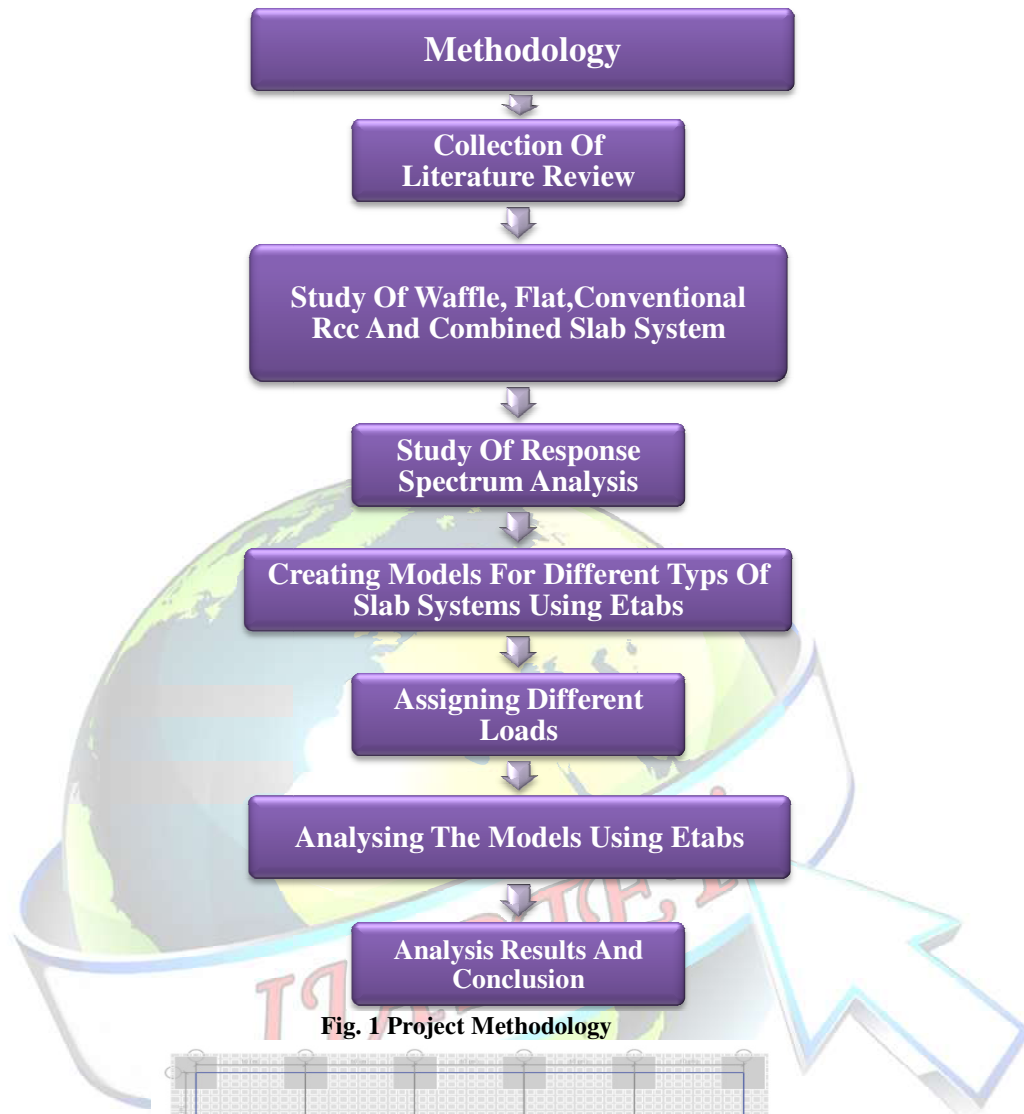 Methodology
Collection Of
Literature Review
Study Of Waffle, Flat,Conventional
Rcc And Combined Slab System
Study Of Response
Spectrum Analysis
Creating Models For Different Typs Of
Slab Systems Using Etabs
Assigning Different
Loads
Analysing The Models Using Etabs
Analysis Results And
Conclusion
Fig. 1 Project Methodology